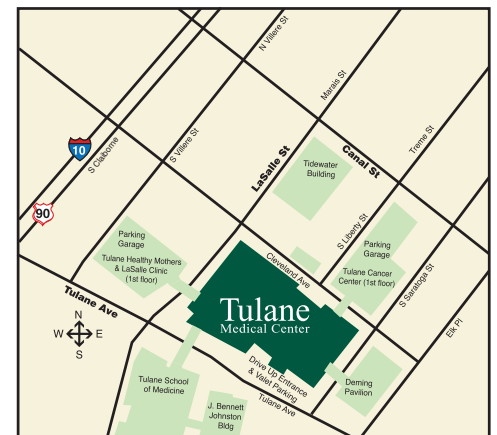 N Villere St
Marais St
Treme St
10
S Claiborne
S Villere St
LaSalle St
Canal St
Tidewater
Building
90
Parking
Garage
Tulane Healthy Mothers
& LaSalle Clinic
(1st floor)
S Liberty St
Parking
Garage
Tulane Cancer
Center (1st floor)
Cleveland Ave
S Saratoga St
Elk Pl
Tulane Ave
N
W E
S
Tulane
Medical Center
Drive Up Entrance
& Valet Parking
Tulane Ave
Deming
Pavilion
Tulane School
of Medicine
J. Bennett
Johnston
Bldg